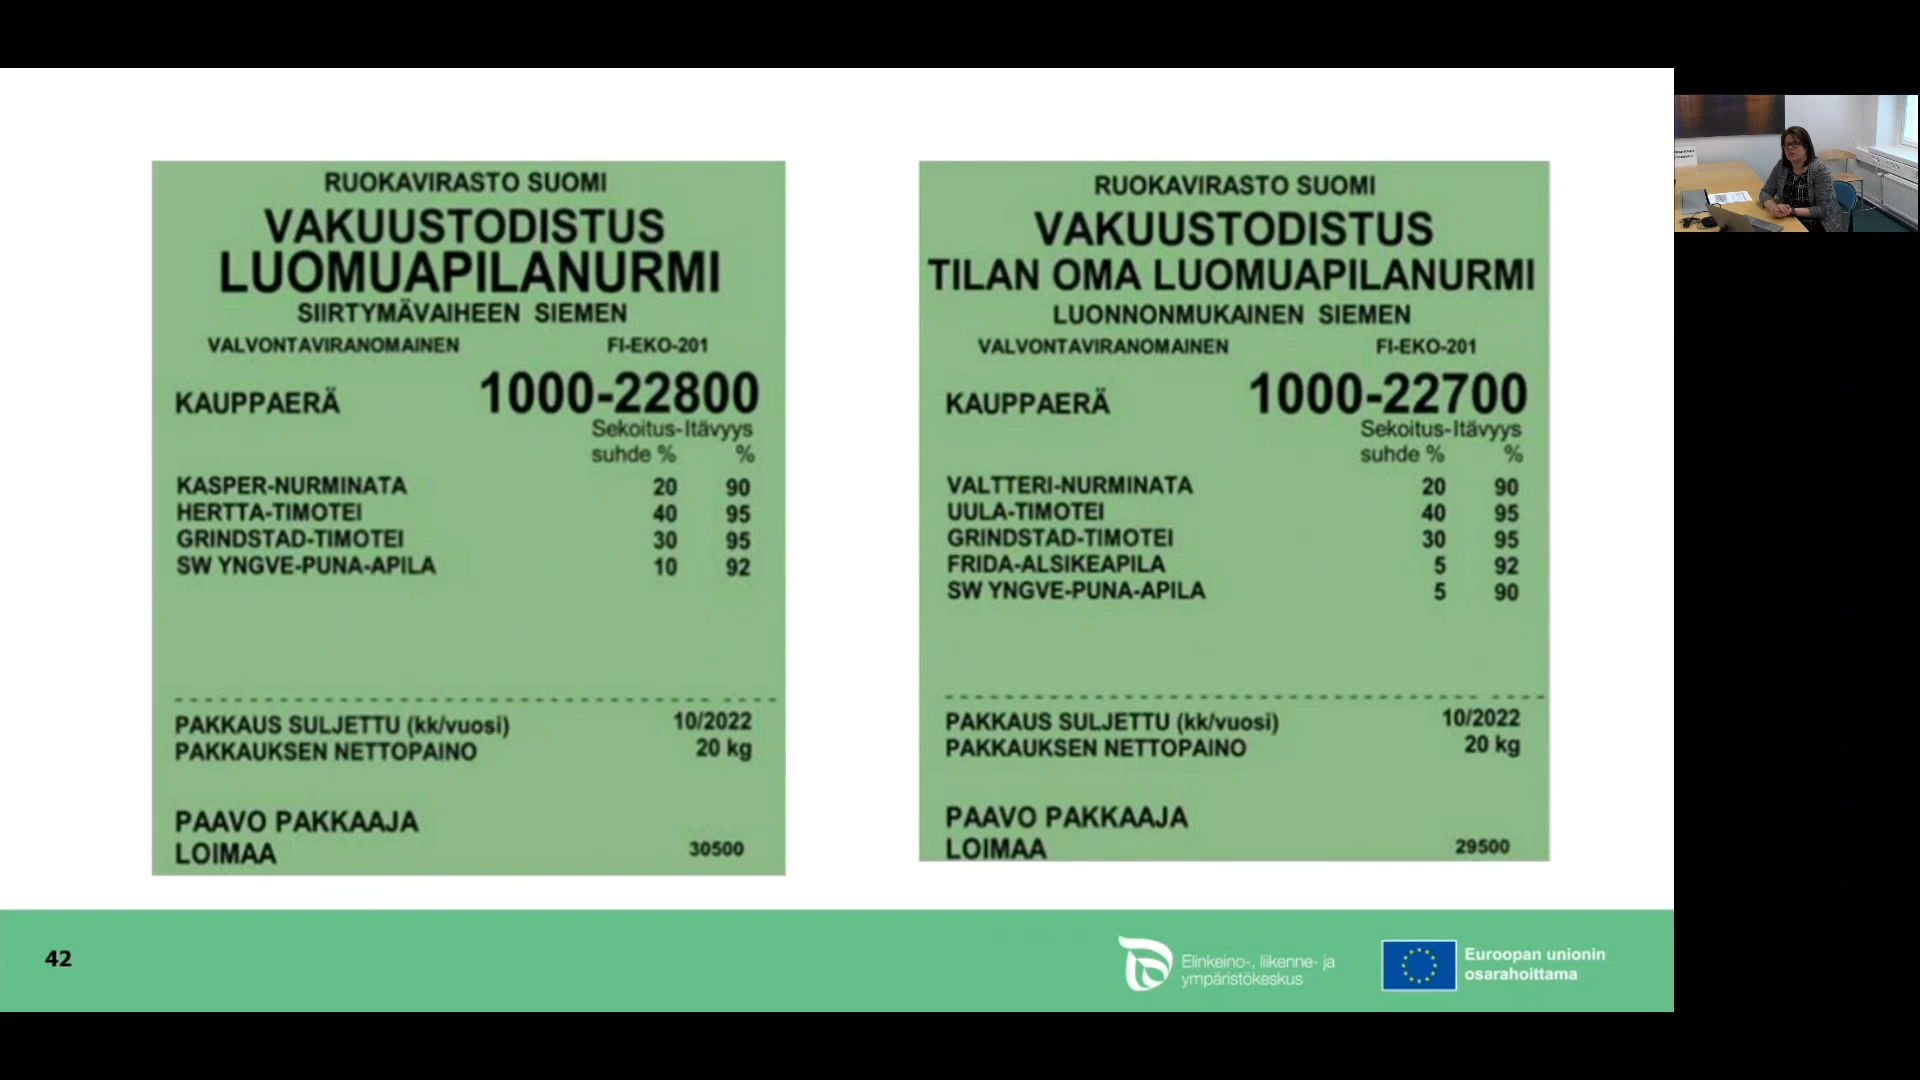 RUOKAVIRASTO SUOMI
VAKUUSTODISTUS
LUOMUAPILANURMI
SIIRTYMÄVAIHEEN SIEMEN
VALVONTAVIRANOMAINEN FI-EKO-201
KAUPPAERÄ 1000-22800
Sekoitus-Itävyys
suhde % %
KASPER-NURMINATA 20 90
HERTTA-TIMOTEI 40 95
GRINDSTAD-TIMOTEI 30 95
SW YNGVE-PUNA-APILA 10 92
PAKKAUS SULJETTU (kk/vuosi) 10/2022
PAKKAUKSEN NETTOPAINO 20 kg
PAAVO PAKKAAJA
LOIMAA 30500
RUOKAVIRASTO SUOMI
VAKUUSTODISTUS
TILAN OMA LUOMUAPILANURMI
LUONNONMUKAINEN SIEMEN
VALVONTAVIRANOMAINEN FI-EKO-201
KAUPPAERÄ 1000-22700
Sekoitus-Itävyys
suhde % %
VALTTERI-NURMINATA 20 90
UULA-TIMOTEI 40 95
GRINDSTAD-TIMOTEI 30 95
FRIDA-ALSIKEAPILA 5 92
SW YNGVE-PUNA-APILA 5 90
PAKKAUS SULJETTU (kk/vuosi) 10/2022
PAKKAUKSEN NETTOPAINO 20 kg
PAAVO PAKKAAJA
LOIMAA 29500
42
Elinkeino-, liikenne- ja
ympäristökeskus
Euroopan unionin
osarahoittama